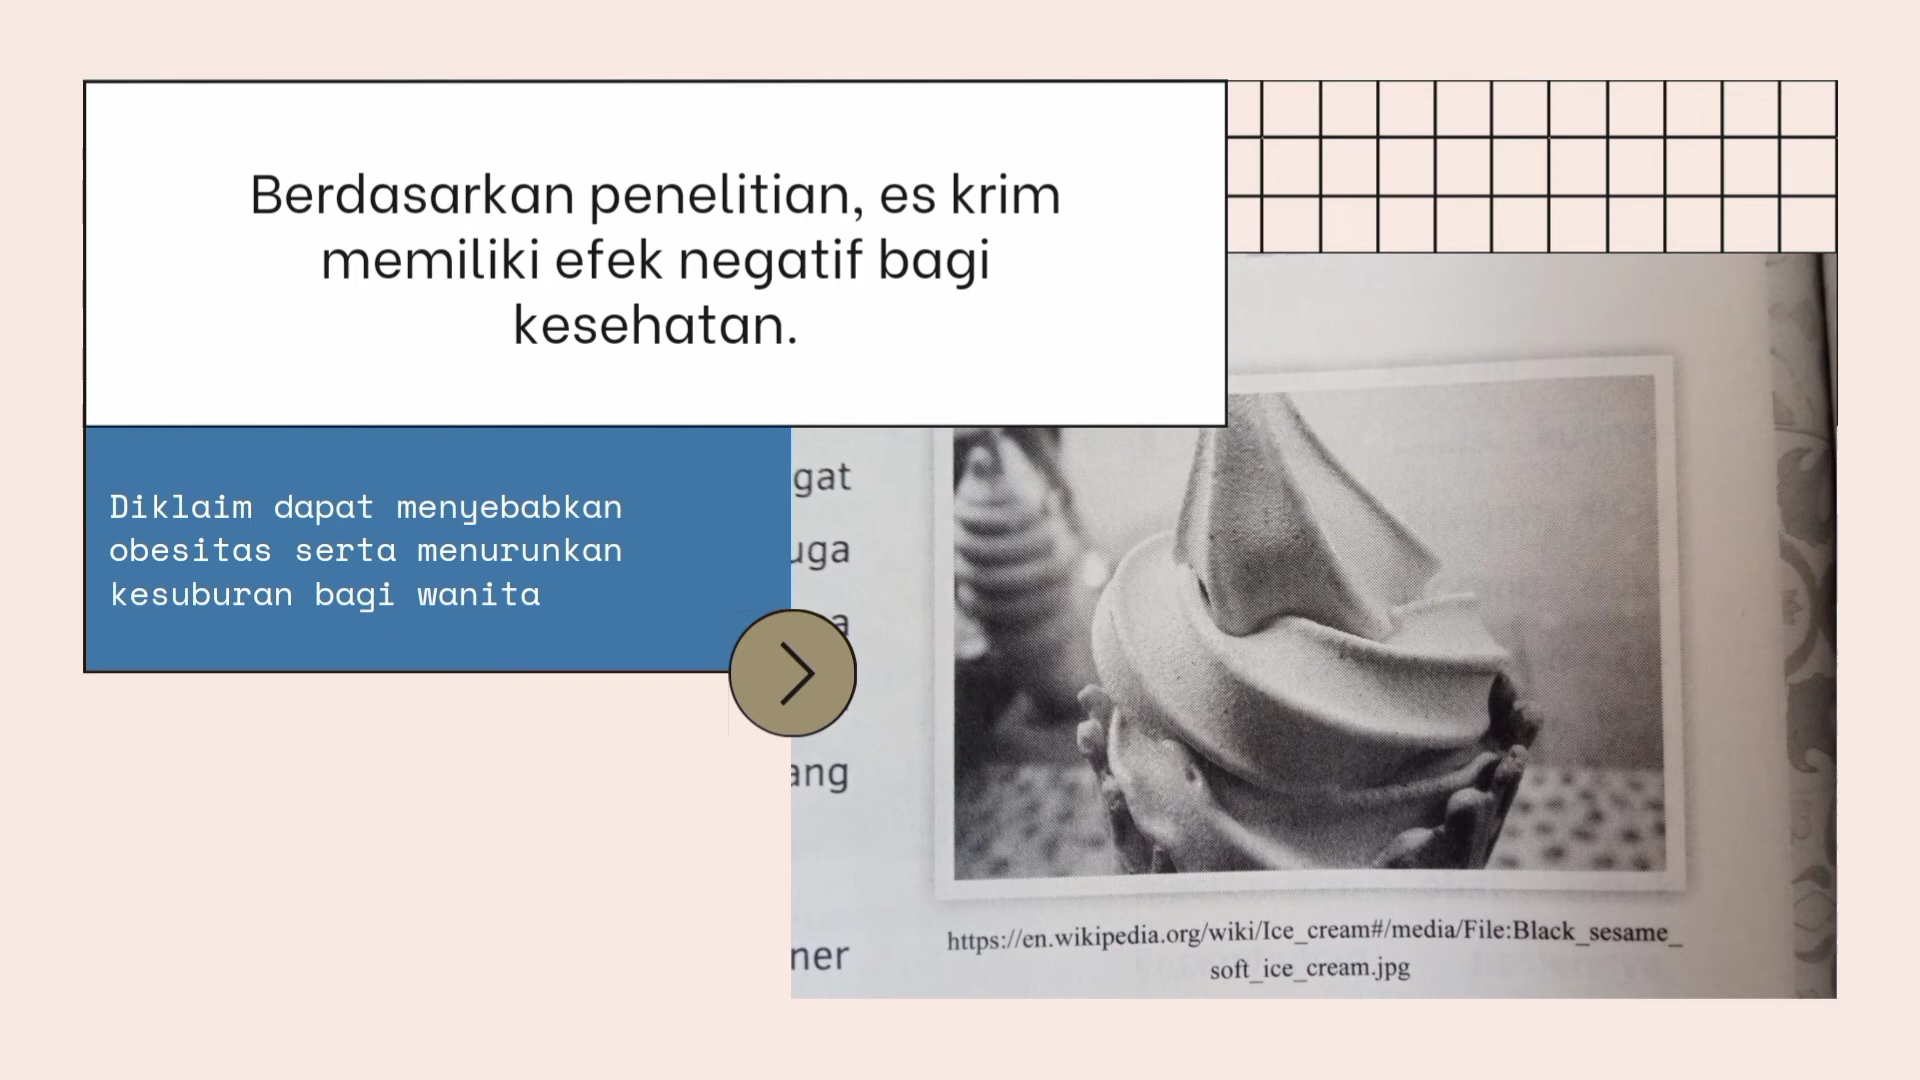 Berdasarkan penelitian, es krim
memiliki efek negatif bagi
kesehatan.
Diklaim dapat menyebabkan
obesitas serta menurunkan
kesuburan bagi wanita
gat
uga
a
ang
ner
https://en.wikipedia.org/wiki/Ice_cream#/media/File:Black_sesame_
soft_ice_cream.jpg